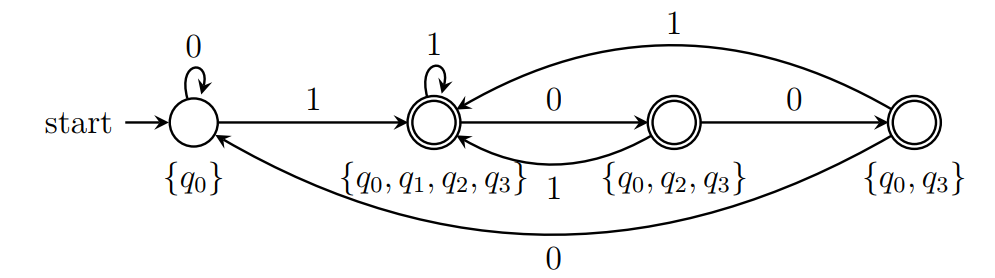 1
0 1
1 0 0
start
{q₀} {q₀, q₁, q₂, q₃} {q₀, q₂, q₃} {q₀, q₃}
1
0